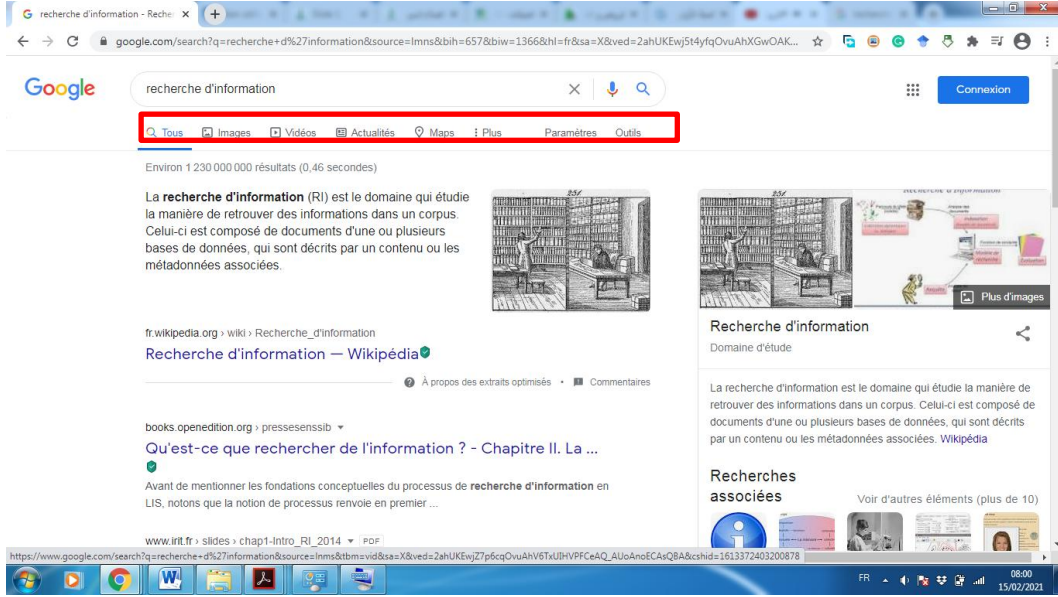 recherche d'information - Recher
google.com/search?q=recherche+d%27information&source=lmns&bih=657&biw=1366&hl=fr&sa=X&ved=2ahUKEwj5t4yfqOvuAhXGwOAK...
Google
recherche d'information
Connexion
Tous Images Vidéos Actualités Maps Plus Paramètres Outils
Environ 1 230 000 000 résultats (0,46 secondes)
La recherche d'information (RI) est le domaine qui étudie
la manière de retrouver des informations dans un corpus.
Celui-ci est composé de documents d'une ou plusieurs
bases de données, qui sont décrits par un contenu ou les
métadonnées associées.
fr.wikipedia.org › wiki › Recherche_d'information
Recherche d'information — Wikipédia
À propos des extraits optimisés • Commentaires
books.openedition.org › pressesenssib
Qu'est-ce que rechercher de l'information ? - Chapitre II. La ...
Avant de mentionner les fondations conceptuelles du processus de recherche d'information en
LIS, notons que la notion de processus renvoie en premier ...
www.irit.fr › slides › chap1-Intro_RI_2014 PDF
Plus d'images
Recherche d'information
Domaine d'étude
La recherche d'information est le domaine qui étudie la manière de
retrouver des informations dans un corpus. Celui-ci est composé de
documents d'une ou plusieurs bases de données, qui sont décrits
par un contenu ou les métadonnées associées. Wikipédia
Recherches
associées
Voir d'autres éléments (plus de 10)
https://www.google.com/search?q=recherche+d%27information&source=lnms&tbm=vid&sa=X&ved=2ahUKEwjZ7p6cqOvuAhV6TxUIHVPFCeAQ_AUoAnoECAsQBA&cshid=1613372403200878
FR
08:00
15/02/2021